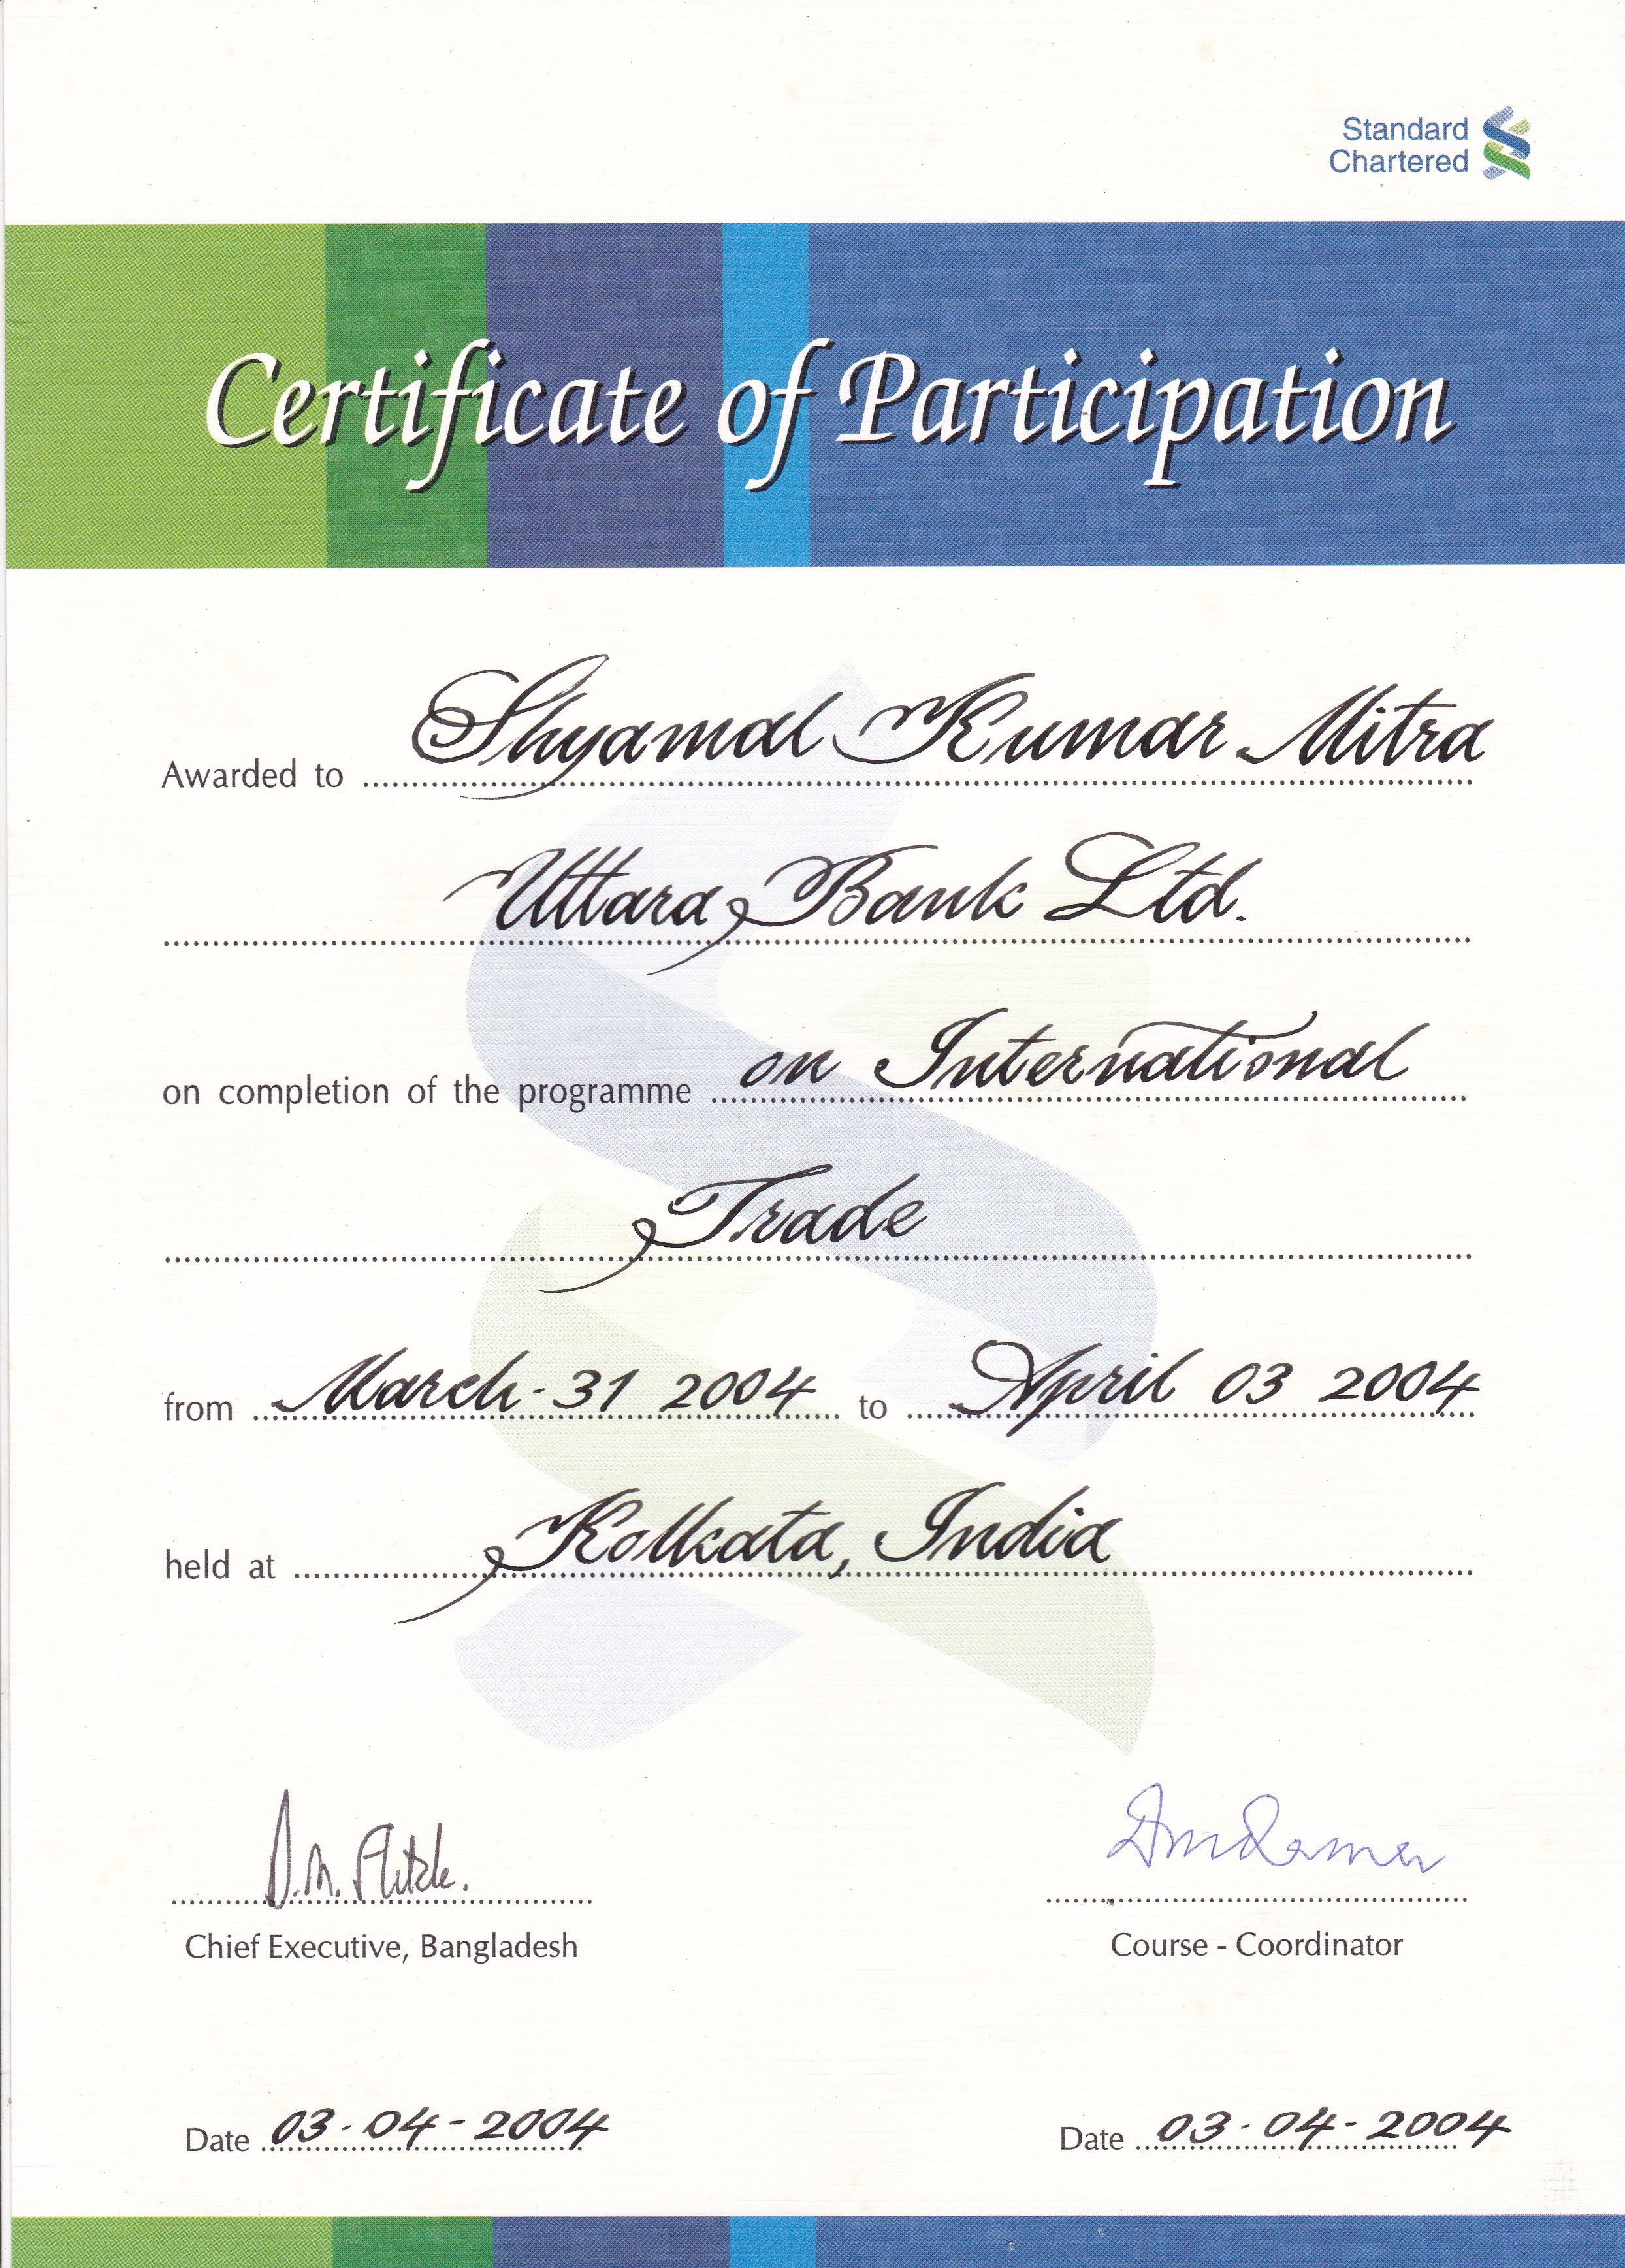 Standard
Chartered
Certificate of Participation
Awarded to Shyamal Kumar Mitra
Uttara Bank Ltd.
on completion of the programme on International
Trade
from March-31 2004 to April 03 2004
held at Kolkata, India
Chief Executive, Bangladesh
Course - Coordinator
Date 03-04-2004
Date 03-04-2004